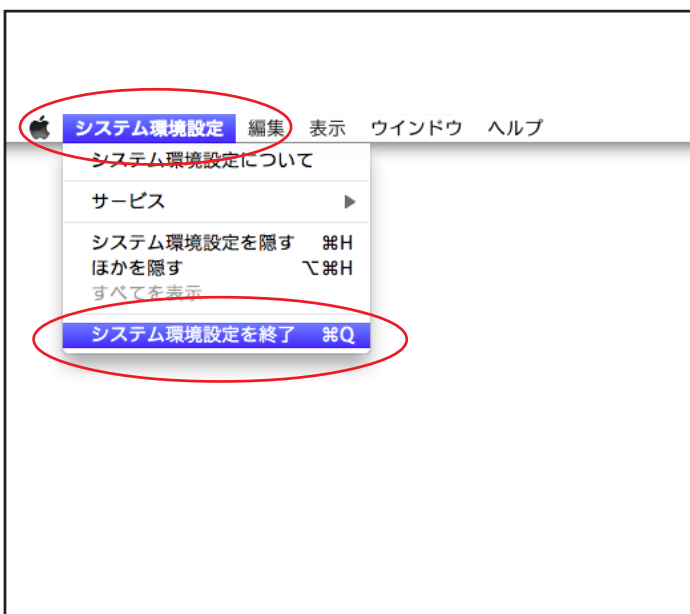 システム環境設定 編集 表示 ウインドウ ヘルプ
システム環境設定について
サービス ▶
システム環境設定を隠す ⌘H
ほかを隠す ⌥⌘H
すべてを表示
システム環境設定を終了 ⌘Q